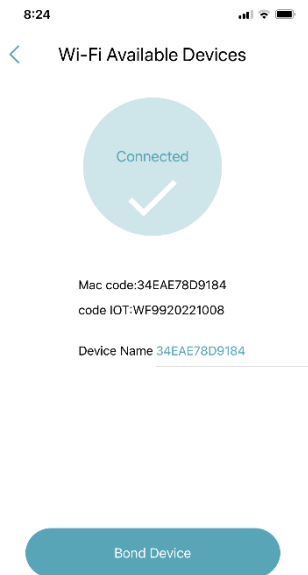 8:24
Wi-Fi Available Devices
Connected
Mac code:34EAE78D9184
code IOT:WF9920221008
Device Name 34EAE78D9184
Bond Device